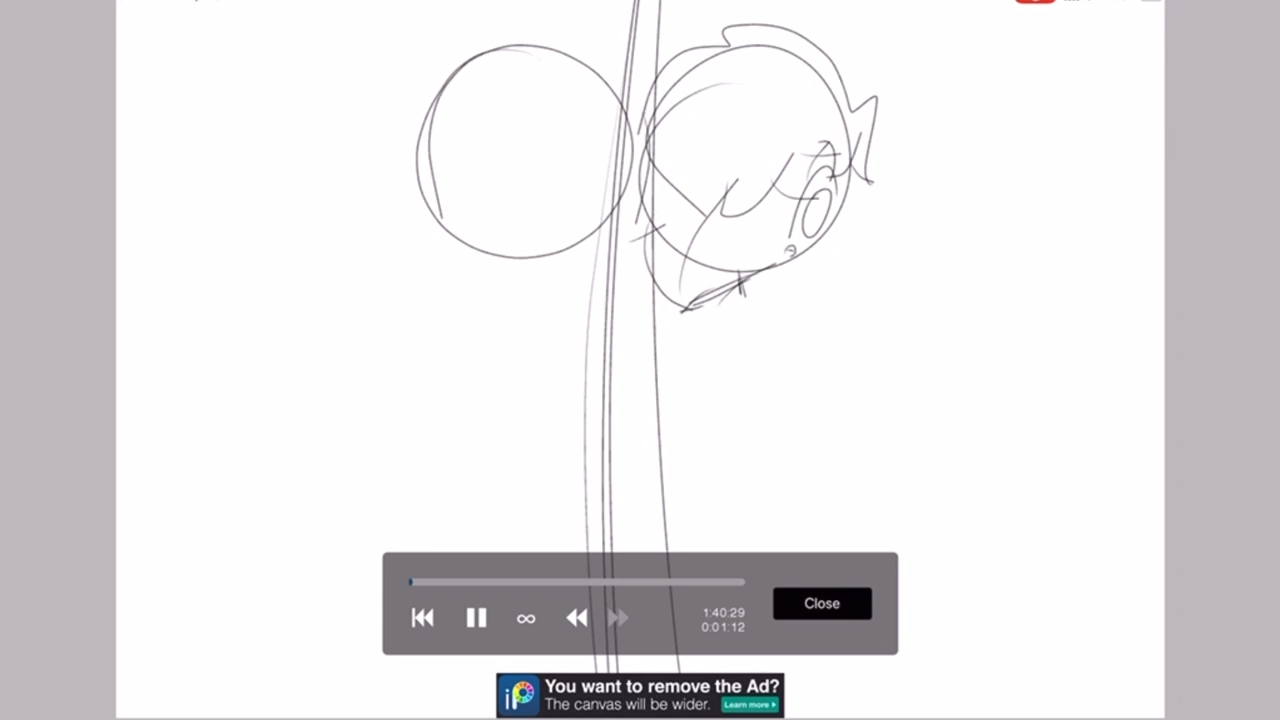 1:40:29
0:01:12
Close
iP
You want to remove the Ad?
The canvas will be wider.
Learn more